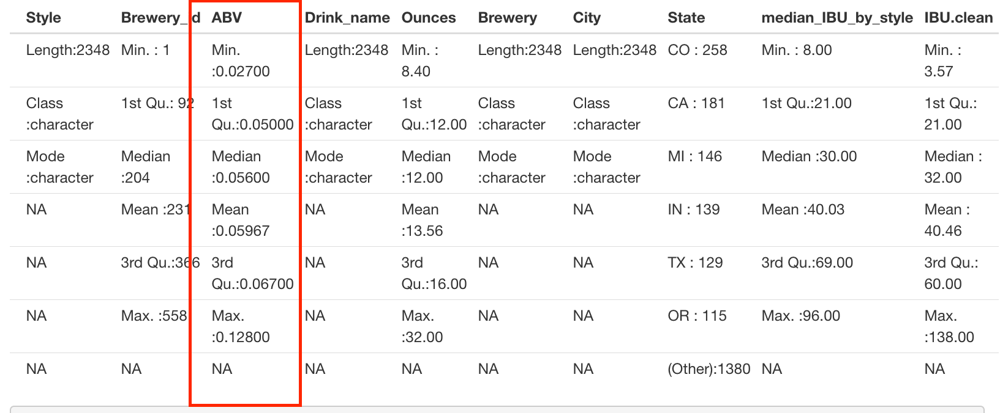 Style Brewery_id ABV Drink_name Ounces Brewery City State median_IBU_by_style IBU.clean
Length:2348 Min. : 1 Min. Length:2348 Min. : Length:2348 Length:2348 CO : 258 Min. : 8.00 Min. :
:0.02700 8.40 3.57
Class 1st Qu.: 92 1st Class 1st Class Class CA : 181 1st Qu.:21.00 1st Qu.:
:character Qu.:0.05000 :character Qu.:12.00 :character :character 21.00
Mode Median Median Mode Median Mode Mode MI : 146 Median :30.00 Median :
:character :204 :0.05600 :character :12.00 :character :character 32.00
NA Mean :231 Mean NA Mean NA NA IN : 139 Mean :40.03 Mean :
:0.05967 :13.56 40.46
NA 3rd Qu.:366 3rd NA 3rd NA NA TX : 129 3rd Qu.:69.00 3rd Qu.:
Qu.:0.06700 Qu.:16.00 60.00
NA Max. :558 Max. NA Max. NA NA OR : 115 Max. :96.00 Max.
:0.12800 :32.00 :138.00
NA NA NA NA NA NA NA (Other):1380 NA NA